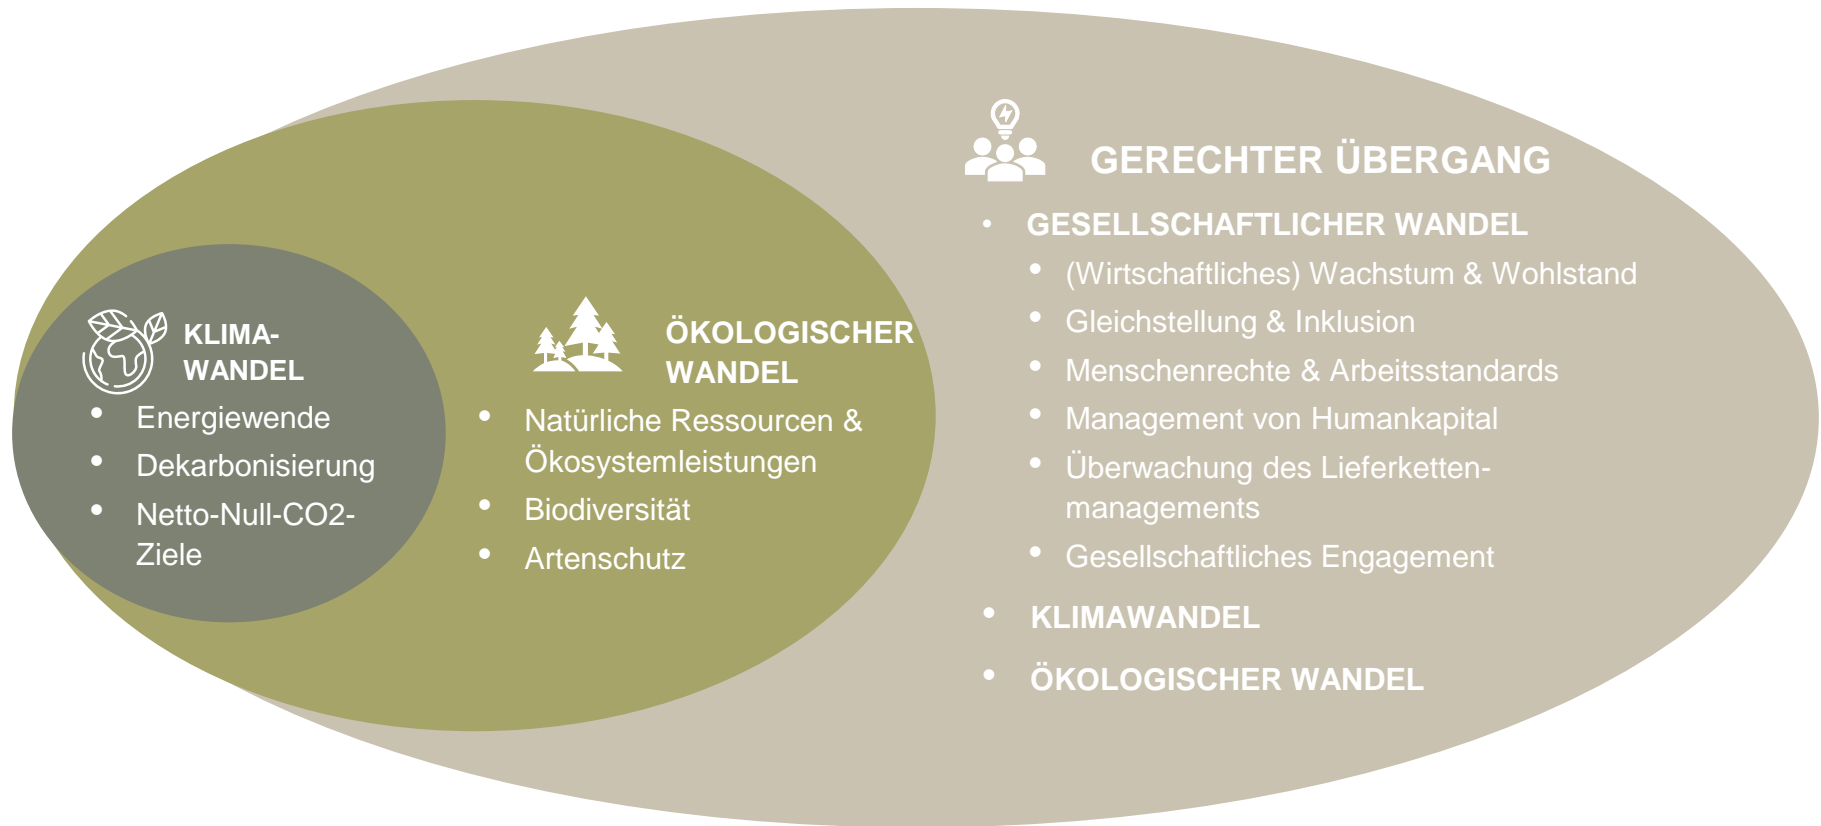 KLIMA-
WANDEL
• Energiewende
• Dekarbonisierung
• Netto-Null-CO2-
Ziele
ÖKOLOGISCHER
WANDEL
• Natürliche Ressourcen &
Ökosystemleistungen
• Biodiversität
• Artenschutz
GERECHTER ÜBERGANG
• GESELLSCHAFTLICHER WANDEL
• (Wirtschaftliches) Wachstum & Wohlstand
• Gleichstellung & Inklusion
• Menschenrechte & Arbeitsstandards
• Management von Humankapital
• Überwachung des Lieferketten-
managements
• Gesellschaftliches Engagement
• KLIMAWANDEL
• ÖKOLOGISCHER WANDEL